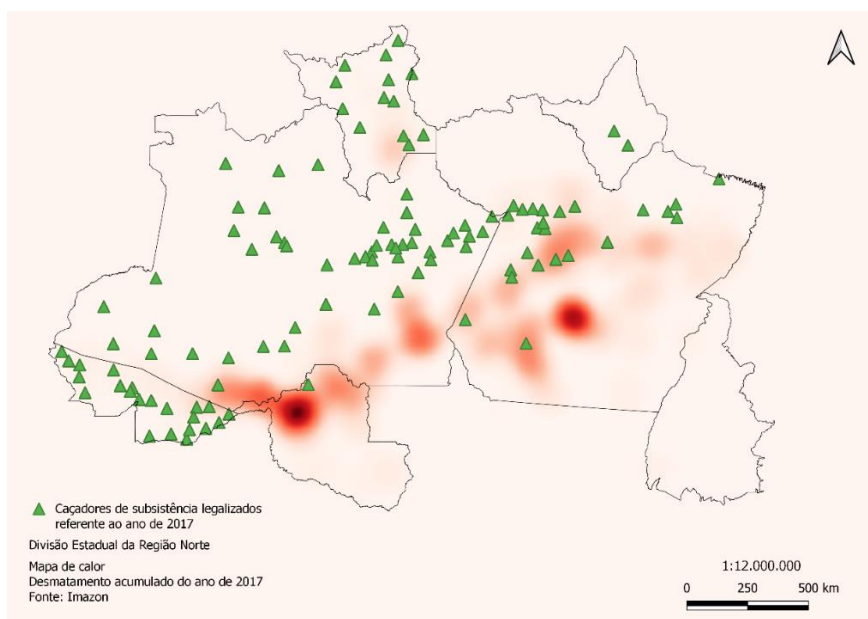 Caçadores de subsistência legalizados
referente ao ano de 2017
Divisão Estadual da Região Norte
Mapa de calor
Desmatamento acumulado do ano de 2017
Fonte: Imazon
1:12.000.000
0 250 500 km